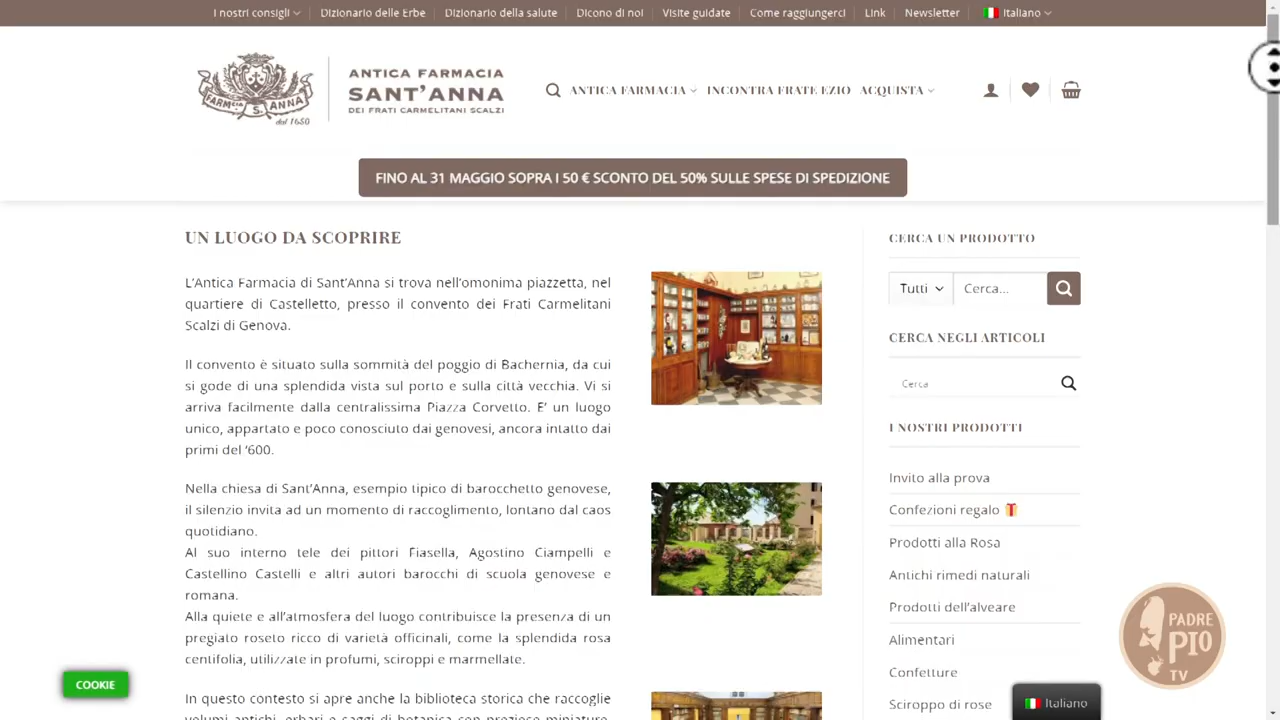 I nostri consigli
Dizionario delle Erbe
Dizionario della salute
Dicono di noi
Visite guidate
Come raggiungerci
Link
Newsletter
Italiano
FARMACIA S. ANNA
dal 1650
ANTICA FARMACIA
SANT'ANNA
DEI FRATI CARMELITANI SCALZI
ANTICA FARMACIA
INCONTRA FRATE EZIO
ACQUISTA
FINO AL 31 MAGGIO SOPRA I 50 € SCONTO DEL 50% SULLE SPESE DI SPEDIZIONE
UN LUOGO DA SCOPRIRE
L'Antica Farmacia di Sant'Anna si trova nell'omonima piazzetta, nel
quartiere di Castelletto, presso il convento dei Frati Carmelitani
Scalzi di Genova.
Il convento è situato sulla sommità del poggio di Bachernia, da cui
si gode di una splendida vista sul porto e sulla città vecchia. Vi si
arriva facilmente dalla centralissima Piazza Corvetto. E' un luogo
unico, appartato e poco conosciuto dai genovesi, ancora intatto dai
primi del '600.
Nella chiesa di Sant'Anna, esempio tipico di barocchetto genovese,
il silenzio invita ad un momento di raccoglimento, lontano dal caos
quotidiano.
Al suo interno tele dei pittori Fiasella, Agostino Ciampelli e
Castellino Castelli e altri autori barocchi di scuola genovese e
romana.
Alla quiete e all'atmosfera del luogo contribuisce la presenza di un
pregiato roseto ricco di varietà officinali, come la splendida rosa
centifolia, utilizzate in profumi, sciroppi e marmellate.
In questo contesto si apre anche la biblioteca storica che raccoglie
volumi antichi, erbari e saggi di botanica con preziose miniature,
CERCA UN PRODOTTO
Tutti
Cerca...
CERCA NEGLI ARTICOLI
Cerca
I NOSTRI PRODOTTI
Invito alla prova
Confezioni regalo
Prodotti alla Rosa
Antichi rimedi naturali
Prodotti dell'alveare
Alimentari
Confetture
Sciroppo di rose
COOKIE
PADRE
PIO
TV
Italiano